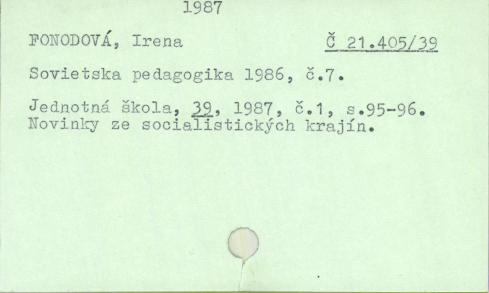 1987
FONODOVÁ, Irena Č 21.405/39
Sovietska pedagogika 1986, č.7.
Jednotná škola, 39, 1987, č.1, s.95-96.
Novinky ze socialistických krajín.